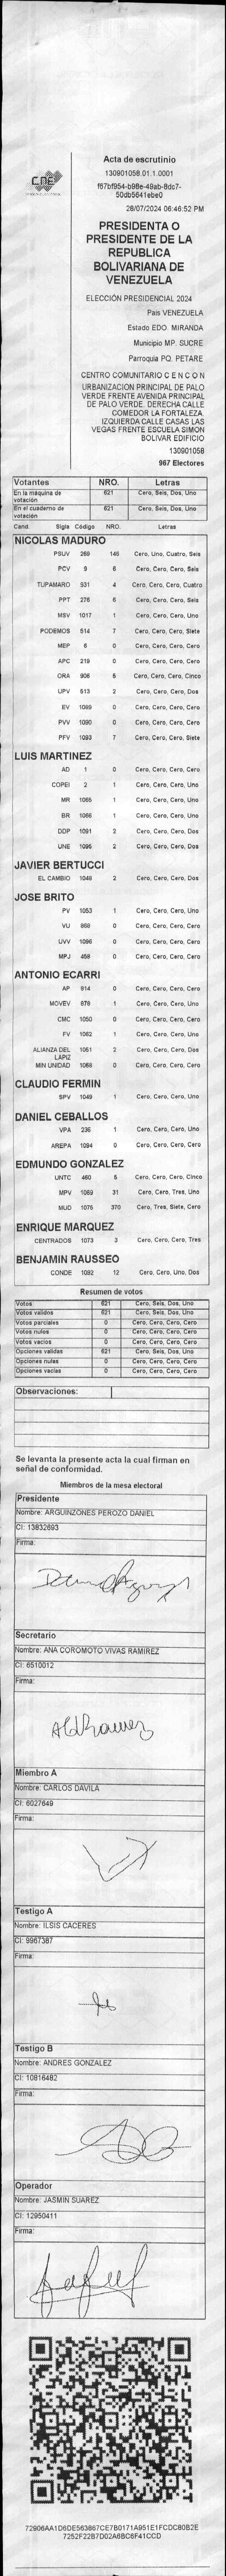 CNE
Acta de escrutinio
130901058.01.1.0001
28/07/2024 06:46:52 PM
PRESIDENTA O
PRESIDENTE DE LA
REPUBLICA
BOLIVARIANA DE
VENEZUELA
ELECCIÓN PRESIDENCIAL 2024
Pais VENEZUELA
Estado EDO. MIRANDA
Municipio MP. SUCRE
Parroquia PQ. PETARE
CENTRO COMUNITARIO C E N C O N
URBANIZACION PRINCIPAL DE PALO
VERDE FRENTE AVENIDA PRINCIPAL
DE PALO VERDE. DERECHA CALLE
COMEDOR LA FORTALEZA.
IZQUIERDA CALLE CASAS LAS
VEGAS FRENTE ESCUELA SIMON
BOLIVAR EDIFICIO
130901058
967 Electores
Votantes NRO. Letras
En la máquina de votación 621 Cero, Seis, Dos, Uno
En el cuaderno de votación 621 Cero, Seis, Dos, Uno
Cand. Sigla Código NRO. Letras
NICOLAS MADURO
PSUV 268 146 Cero, Uno, Cuatro, Seis
PCV 9 6 Cero, Cero, Cero, Seis
TUPAMARO 931 4 Cero, Cero, Cero, Cuatro
PPT 276 6 Cero, Cero, Cero, Seis
MSV 1017 1 Cero, Cero, Cero, Uno
PODEMOS 514 7 Cero, Cero, Cero, Siete
MEP 6 0 Cero, Cero, Cero, Cero
APC 219 0 Cero, Cero, Cero, Cero
ORA 908 5 Cero, Cero, Cero, Cinco
UPV 613 2 Cero, Cero, Cero, Dos
EV 1099 0 Cero, Cero, Cero, Cero
PVV 1090 0 Cero, Cero, Cero, Cero
PFV 1093 7 Cero, Cero, Cero, Siete
LUIS MARTINEZ
AD 1 0 Cero, Cero, Cero, Cero
COPEI 2 1 Cero, Cero, Cero, Uno
MR 1065 1 Cero, Cero, Cero, Uno
BR 1066 1 Cero, Cero, Cero, Uno
DDP 1091 2 Cero, Cero, Cero, Dos
UNE 1095 2 Cero, Cero, Cero, Dos
JAVIER BERTUCCI
EL CAMBIO 1048 2 Cero, Cero, Cero, Dos
JOSE BRITO
PV 1053 1 Cero, Cero, Cero, Uno
VU 868 0 Cero, Cero, Cero, Cero
UVV 1096 0 Cero, Cero, Cero, Cero
MPJ 458 0 Cero, Cero, Cero, Cero
ANTONIO ECARRI
AP 814 0 Cero, Cero, Cero, Cero
MOVEV 878 1 Cero, Cero, Cero, Uno
CMC 1050 0 Cero, Cero, Cero, Cero
FV 1062 1 Cero, Cero, Cero, Uno
ALIANZA DEL LAPIZ 1051 2 Cero, Cero, Cero, Dos
MIN UNIDAD 1068 0 Cero, Cero, Cero, Cero
CLAUDIO FERMIN
SPV 1049 1 Cero, Cero, Cero, Uno
DANIEL CEBALLOS
VPA 236 1 Cero, Cero, Cero, Uno
AREPA 1094 0 Cero, Cero, Cero, Cero
EDMUNDO GONZALEZ
UNTC 460 5 Cero, Cero, Cero, Cinco
MPV 1069 31 Cero, Cero, Tres, Uno
MUD 1075 370 Cero, Tres, Siete, Cero
ENRIQUE MARQUEZ
CENTRADOS 1073 3 Cero, Cero, Cero, Tres
BENJAMIN RAUSSEO
CONDE 1092 12 Cero, Cero, Uno, Dos
Resumen de votos
Votos 621 Cero, Seis, Dos, Uno
Votos validos 621 Cero, Seis, Dos, Uno
Votos parciales 0 Cero, Cero, Cero, Cero
Votos nulos 0 Cero, Cero, Cero, Cero
Votos vacios 0 Cero, Cero, Cero, Cero
Opciones validas 621 Cero, Seis, Dos, Uno
Opciones nulas 0 Cero, Cero, Cero, Cero
Opciones vacias 0 Cero, Cero, Cero, Cero
Observaciones:
Se levanta la presente acta la cual firman en
señal de conformidad.
Miembros de la mesa electoral
Presidente
Nombre: ARGUINZONES PEROZO DANIEL
CI: 13832693
Firma:
Secretario
Nombre: ANA COROMOTO VIVAS RAMIREZ
CI: 6510012
Firma:
Miembro A
Nombre: CARLOS DAVILA
CI: 6027649
Firma:
Testigo A
Nombre: ILSIS CACERES
CI: 9967387
Firma:
Testigo B
Nombre: ANDRES GONZALEZ
CI: 10816482
Firma:
Operador
Nombre: JASMIN SUAREZ
CI: 12950411
Firma:
72906AA1D6DE563867CE7B0171A951E1FCDC80B2E
7252F22B7D02A6BC6F41CCD